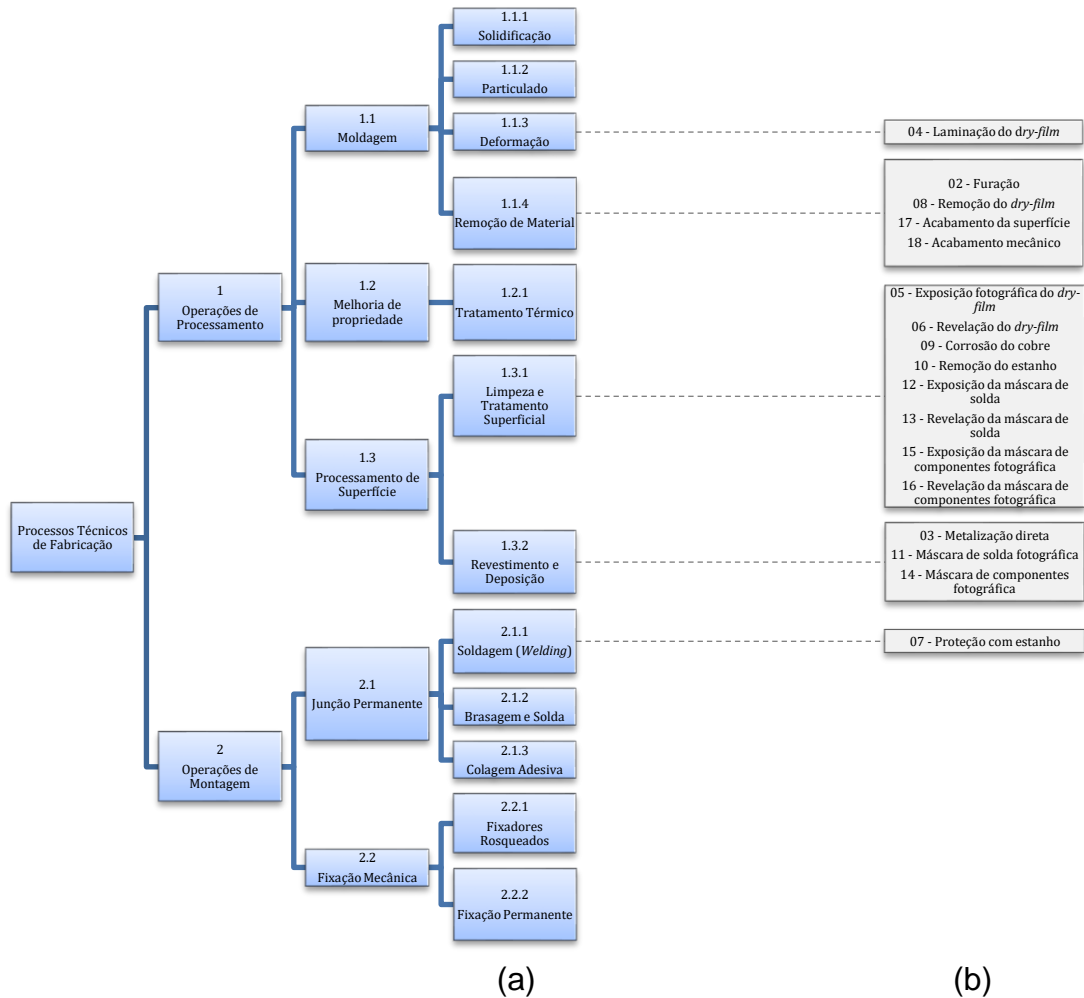 1.1.1
Solidificação
1.1.2
Particulado
1.1
Moldagem
1.1.3
Deformação
04 - Laminação do dry-film
1.1.4
Remoção de Material
02 - Furação
08 - Remoção do dry-film
17 - Acabamento da superfície
18 - Acabamento mecânico
1
Operações de
Processamento
1.2
Melhoria de
propriedade
1.2.1
Tratamento Térmico
05 - Exposição fotográfica do dry-
film
06 - Revelação do dry-film
09 - Corrosão do cobre
10 - Remoção do estanho
12 - Exposição da máscara de
solda
13 - Revelação da máscara de
solda
15 - Exposição da máscara de
componentes fotográfica
16 - Revelação da máscara de
componentes fotográfica
1.3.1
Limpeza e
Tratamento
Superficial
1.3
Processamento de
Superfície
Processos Técnicos
de Fabricação
1.3.2
Revestimento e
Deposição
03 - Metalização direta
11 - Máscara de solda fotográfica
14 - Máscara de componentes
fotográfica
2.1.1
Soldagem (Welding)
07 - Proteção com estanho
2.1
Junção Permanente
2.1.2
Brasagem e Solda
2
Operações de
Montagem
2.1.3
Colagem Adesiva
2.2.1
Fixadores
Rosqueados
2.2
Fixação Mecânica
2.2.2
Fixação Permanente
(a)
(b)